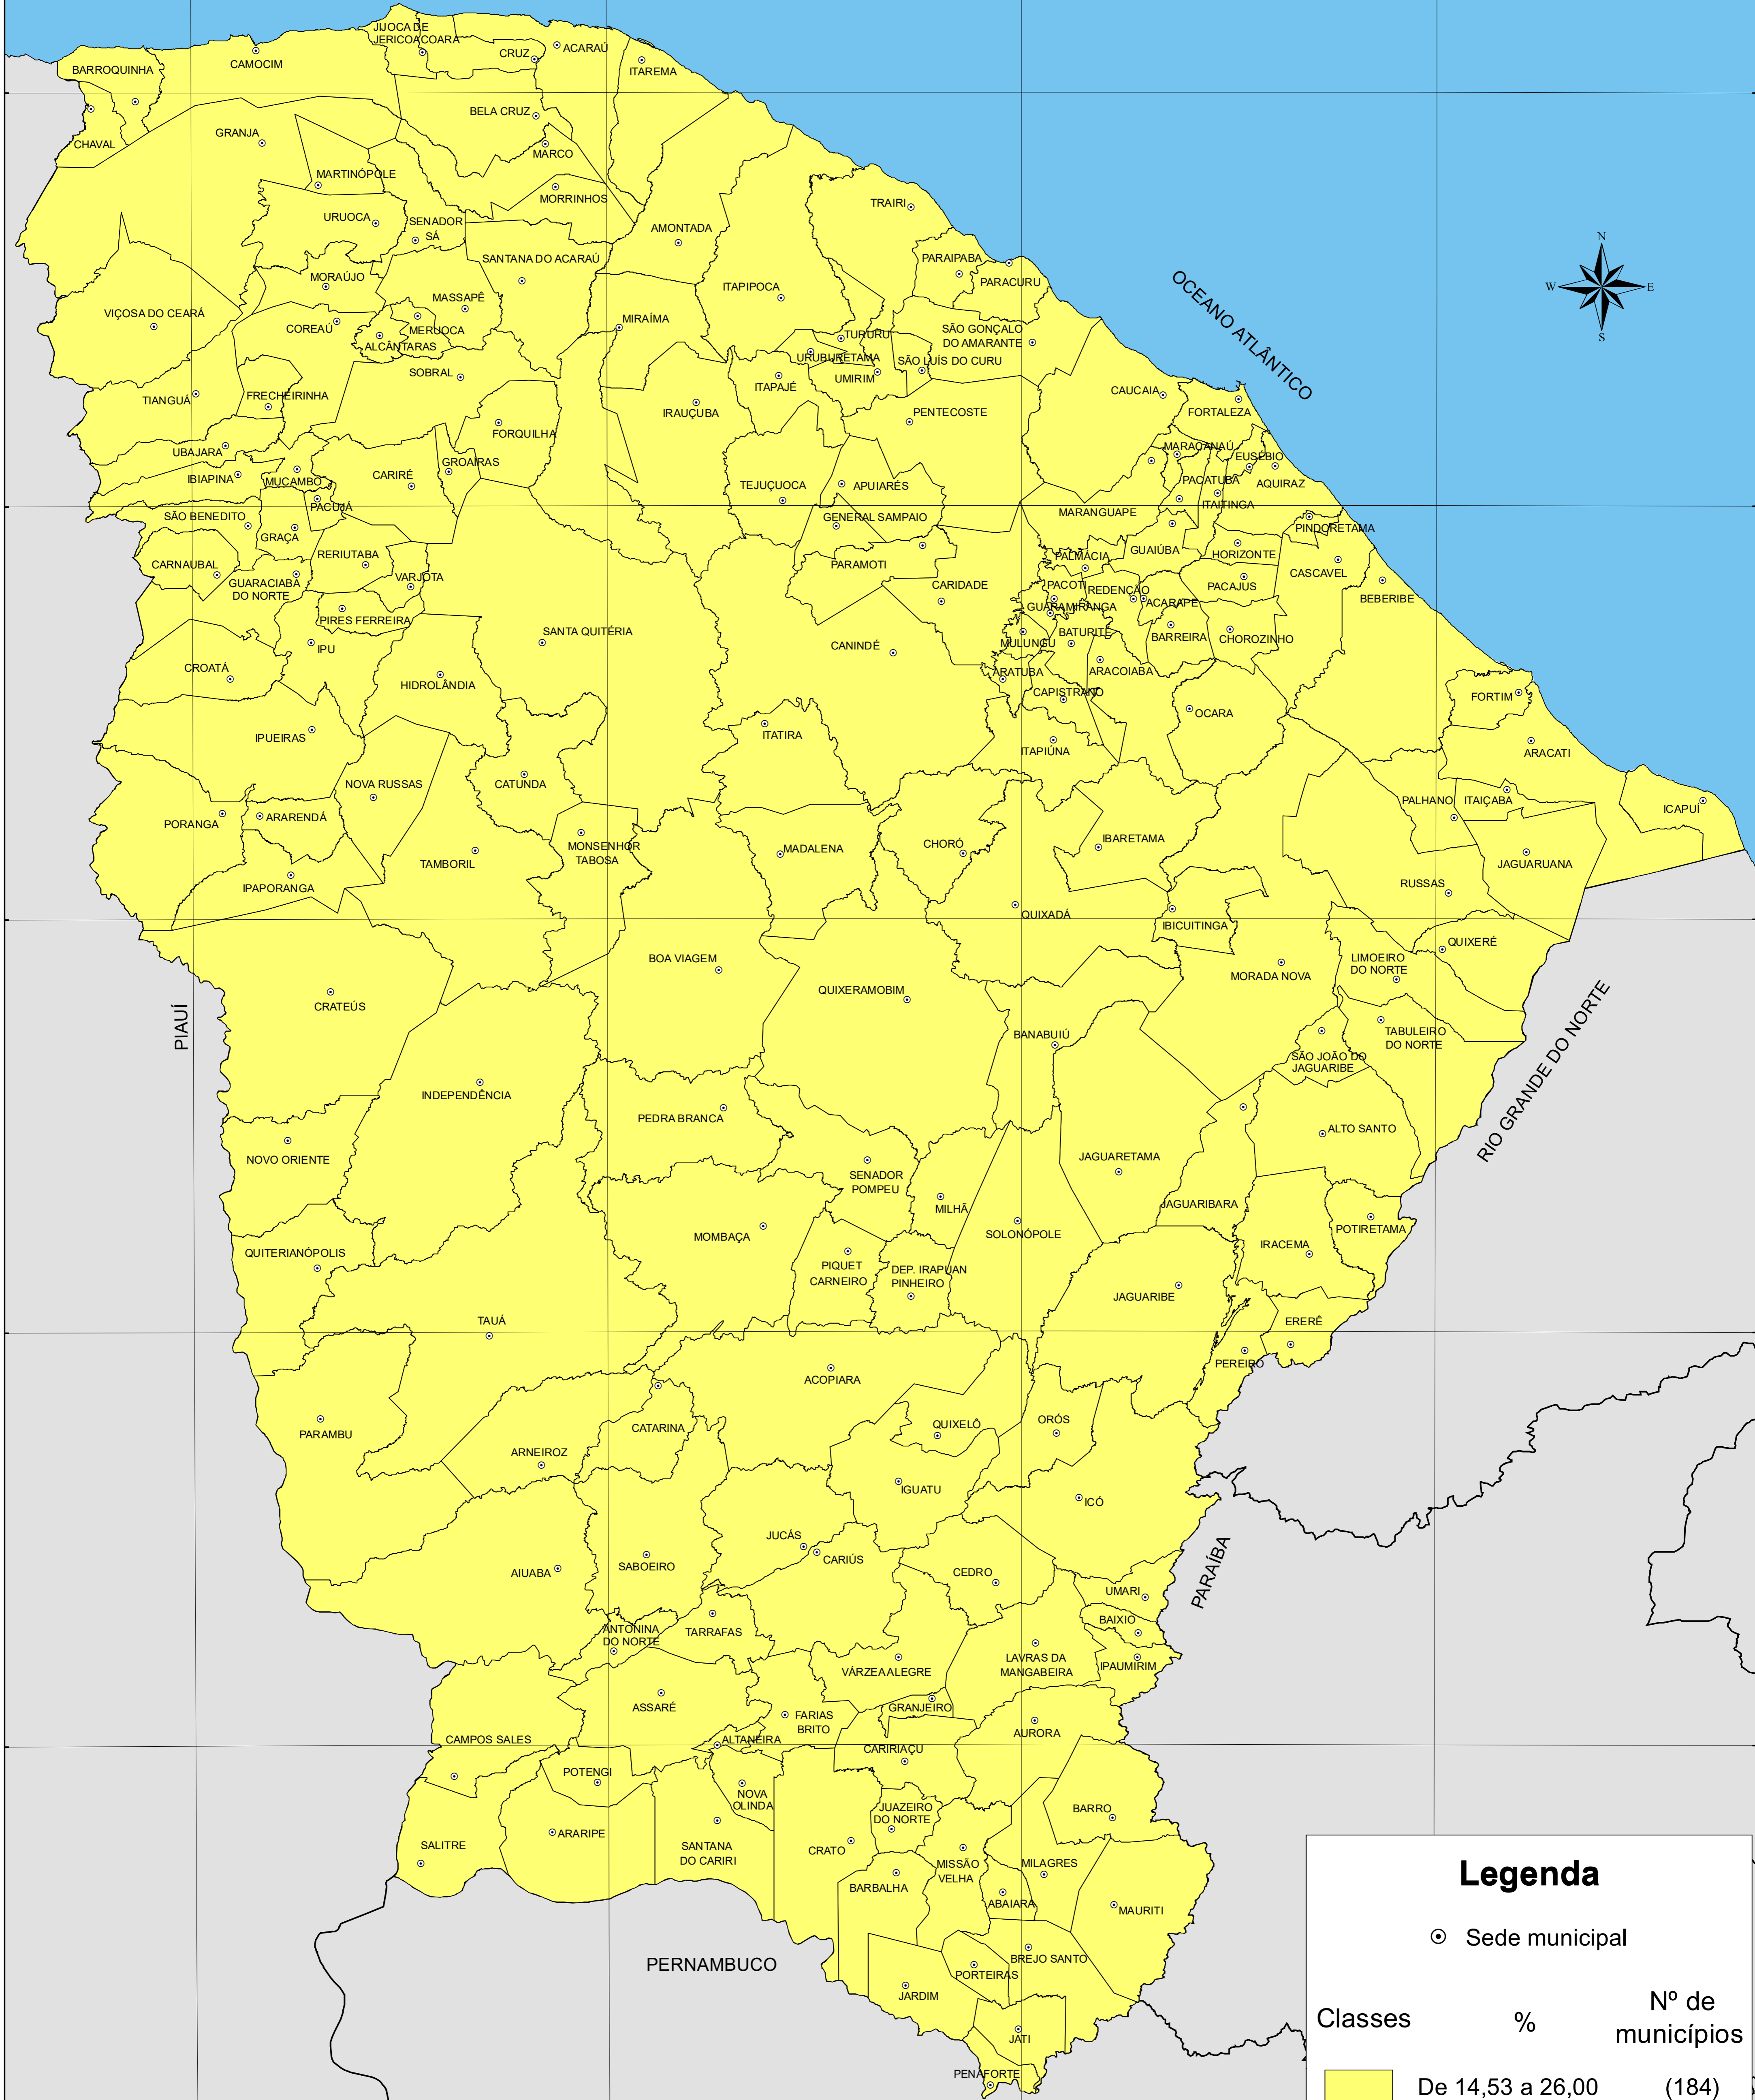 JIJOCA DE
JERICOACOARA
CRUZ
ACARAÚ
BARROQUINHA
CAMOCIM
ITAREMA
BELA CRUZ
CHAVAL
GRANJA
MARCO
MARTINÓPOLE
MORRINHOS
TRAIRI
URUOCA
SENADOR
SÁ
AMONTADA
N
SANTANA DO ACARAÚ
PARAIPABA
MORAÚJO
ITAPIPOCA
PARACURU
OCEANO ATLÂNTICO
W
E
S
MASSAPÊ
VIÇOSA DO CEARÁ
MIRAÍMA
COREAÚ
MERUOCA
SÃO GONÇALO
DO AMARANTE
TURURU
ALCÂNTARAS
URUBURETAMA
SÃO LUÍS DO CURU
SOBRAL
UMIRIM
ITAPAJÉ
CAUCAIA
TIANGUÁ
FRECHEIRINHA
IRAUÇUBA
PENTECOSTE
FORTALEZA
FORQUILHA
UBAJARA
MARACANAÚ
EUSÉBIO
GROAÍRAS
IBIAPINA
MUCAMBO
CARIRÉ
TEJUÇUOCA
APUIARÉS
PACATUBA
AQUIRAZ
PACUJÁ
ITAITINGA
SÃO BENEDITO
GENERAL SAMPAIO
MARANGUAPE
PINDORETAMA
GRAÇA
RERIUTABA
PALMÁCIA
GUAIÚBA
HORIZONTE
CARNAUBAL
PARAMOTI
CASCAVEL
VARJOTA
GUARACIABA
DO NORTE
CARIDADE
PACOTI
REDENÇÃO
PACAJUS
BEBERIBE
GUARAMIRANGA
ACARAPE
PIRES FERREIRA
SANTA QUITÉRIA
BATURITÉ
BARREIRA
CHOROZINHO
IPU
CANINDÉ
MULUNGU
CROATÁ
ARATUBA
ARACOIABA
HIDROLÂNDIA
CAPISTRANO
FORTIM
OCARA
IPUEIRAS
ITATIRA
ITAPIÚNA
ARACATI
NOVA RUSSAS
CATUNDA
PALHANO
ITAIÇABA
ICAPUÍ
PORANGA
ARARENDÁ
MONSENHOR
TABOSA
MADALENA
CHORÓ
IBARETAMA
TAMBORIL
JAGUARUANA
IPAPORANGA
RUSSAS
QUIXADÁ
IBICUITINGA
QUIXERÉ
BOA VIAGEM
LIMOEIRO
DO NORTE
MORADA NOVA
QUIXERAMOBIM
CRATEÚS
PIAUÍ
BANABUIÚ
TABULEIRO
DO NORTE
SÃO JOÃO DO
JAGUARIBE
RIO GRANDE DO NORTE
INDEPENDÊNCIA
PEDRA BRANCA
ALTO SANTO
NOVO ORIENTE
JAGUARETAMA
SENADOR
POMPEU
MILHÃ
JAGUARIBARA
SOLONÓPOLE
POTIRETAMA
MOMBAÇA
IRACEMA
QUITERIANÓPOLIS
PIQUET
CARNEIRO
DEP. IRAPUAN
PINHEIRO
JAGUARIBE
TAUÁ
ERERÊ
PEREIRO
ACOPIARA
PARAMBU
CATARINA
QUIXELÔ
ORÓS
ARNEIROZ
IGUATU
ICÓ
JUCÁS
CARIÚS
AIUABA
SABOEIRO
CEDRO
PARAÍBA
UMARI
BAIXIO
ANTONINA
DO NORTE
TARRAFAS
VÁRZEA ALEGRE
LAVRAS DA
MANGABEIRA
IPAUMIRIM
ASSARÉ
GRANJEIRO
FARIAS
BRITO
AURORA
CAMPOS SALES
ALTANEIRA
CARIRIAÇU
POTENGI
NOVA
OLINDA
JUAZEIRO
DO NORTE
BARRO
ARARIPE
SALITRE
SANTANA
DO CARIRI
CRATO
MISSÃO
VELHA
MILAGRES
BARBALHA
ABAIARA
MAURITI
PERNAMBUCO
BREJO SANTO
PORTEIRAS
JARDIM
JATI
PENAFORTE
Legenda
Sede municipal
Classes
%
Nº de
municípios
De 14,53 a 26,00
(184)